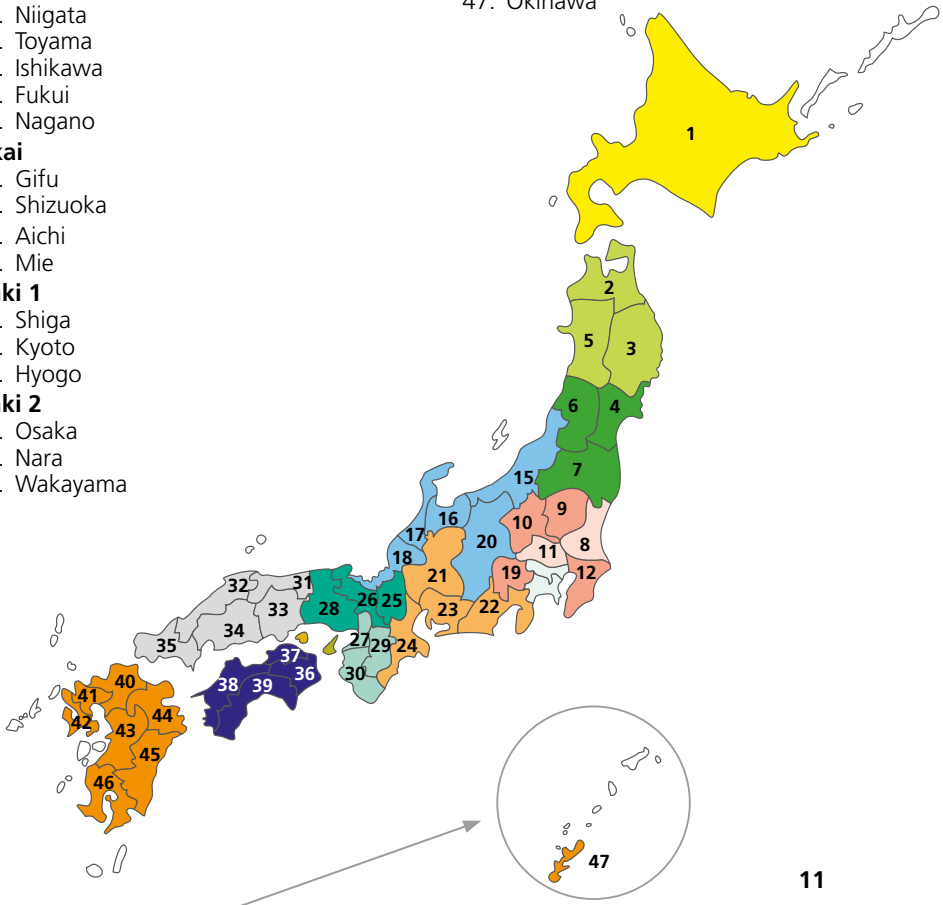 . Niigata
. Toyama
. Ishikawa
. Fukui
. Nagano
kai
. Gifu
. Shizuoka
. Aichi
. Mie
ki 1
. Shiga
. Kyoto
. Hyogo
ki 2
. Osaka
. Nara
. Wakayama
47. Okinawa
1
2
5
3
6
4
7
15
9
10
16
17
20
11
8
18
19
12
21
31
32
26
25
28
33
23
22
34
27
29
24
35
37
36
30
38
39
40
41
42
44
43
45
46
47
11